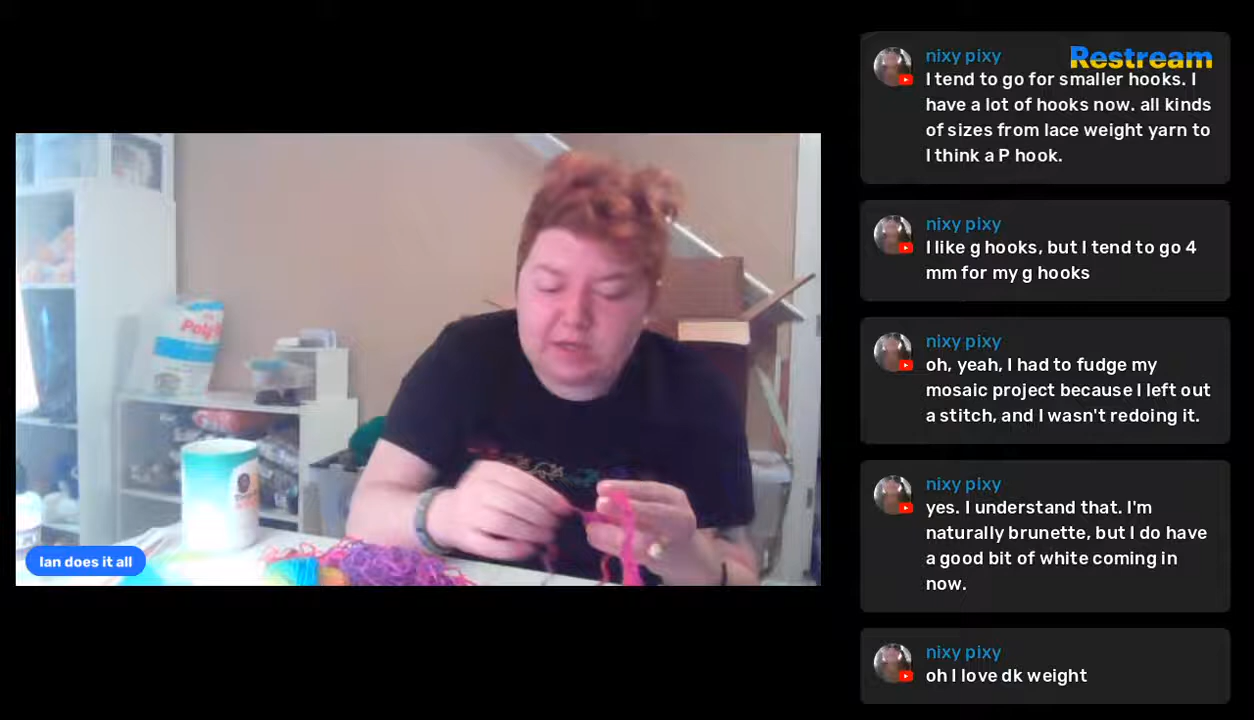 Restream
nixy pixy
I tend to go for smaller hooks. I
have a lot of hooks now. all kinds
of sizes from lace weight yarn to
I think a P hook.
nixy pixy
I like g hooks, but I tend to go 4
mm for my g hooks
nixy pixy
oh, yeah, I had to fudge my
mosaic project because I left out
a stitch, and I wasn't redoing it.
nixy pixy
yes. I understand that. I'm
naturally brunette, but I do have
a good bit of white coming in
now.
nixy pixy
oh I love dk weight
Poly
Ian does it all